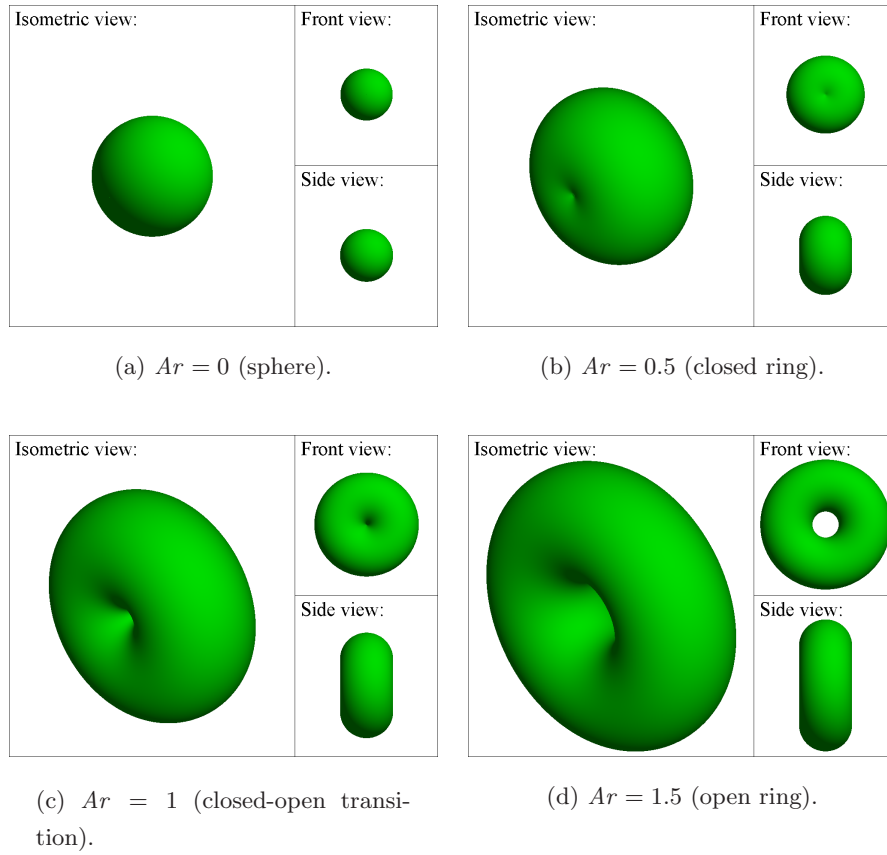 Isometric view:
Front view:
Side view:
(a) Ar = 0 (sphere).
Isometric view:
Front view:
Side view:
(b) Ar = 0.5 (closed ring).
Isometric view:
Front view:
Side view:
(c) Ar = 1 (closed-open transi-
tion).
Isometric view:
Front view:
Side view:
(d) Ar = 1.5 (open ring).